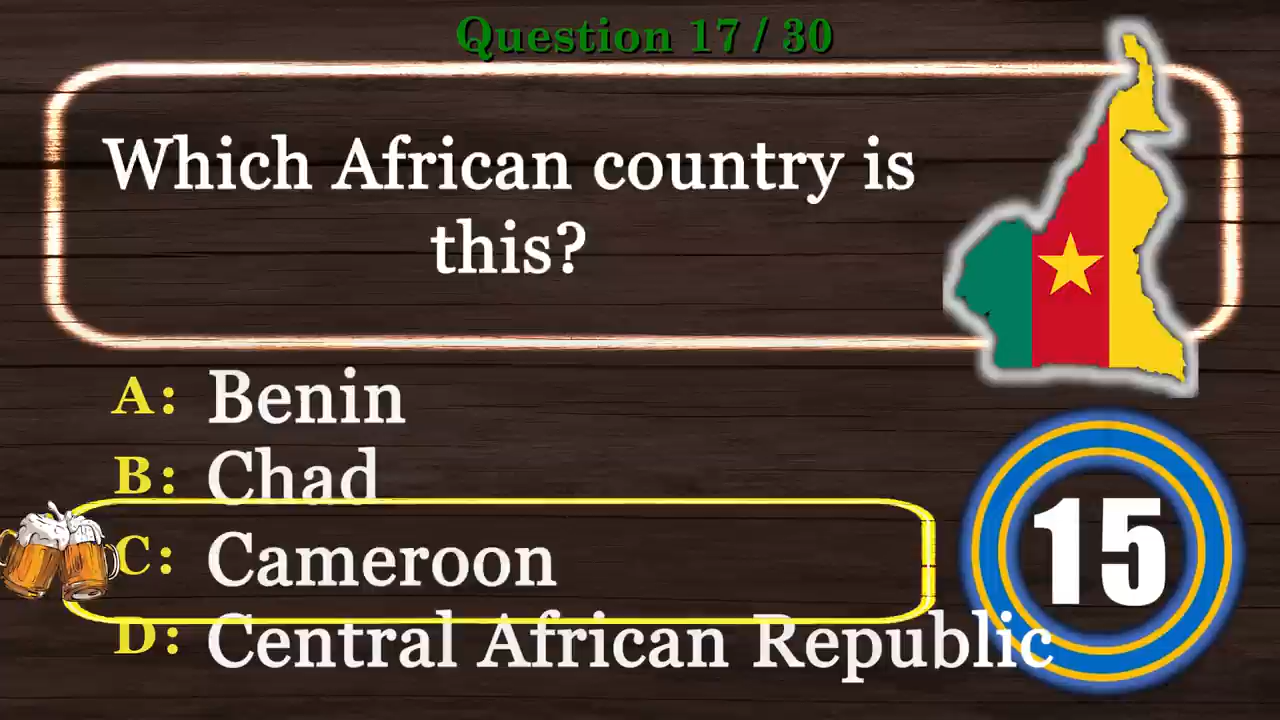 Question 17 / 30
Which African country is
this?
A: Benin
B: Chad
C: Cameroon
15
D: Central African Republic